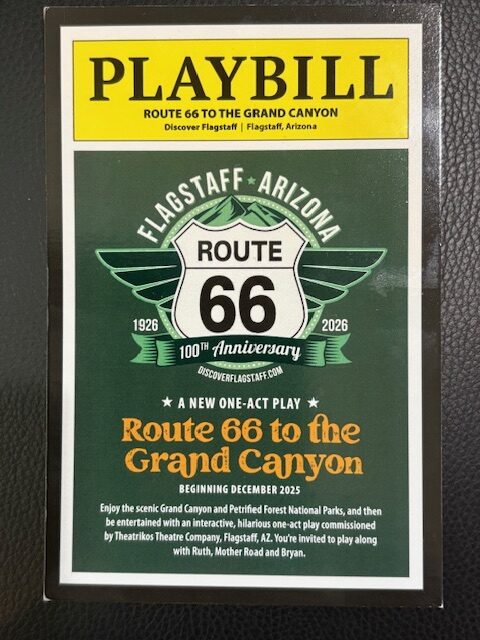 PLAYBILL
ROUTE 66 TO THE GRAND CANYON
Discover Flagstaff | Flagstaff, Arizona
FLAGSTAFF ★ ARIZONA
ROUTE
66
1926 2026
100TH Anniversary
DISCOVERFLAGSTAFF.COM
★ A NEW ONE-ACT PLAY ★
Route 66 to the
Grand Canyon
BEGINNING DECEMBER 2025
Enjoy the scenic Grand Canyon and Petrified Forest National Parks, and then
be entertained with an interactive, hilarious one-act play commissioned
by Theatrikos Theatre Company, Flagstaff, AZ. You're invited to play along
with Ruth, Mother Road and Bryan.